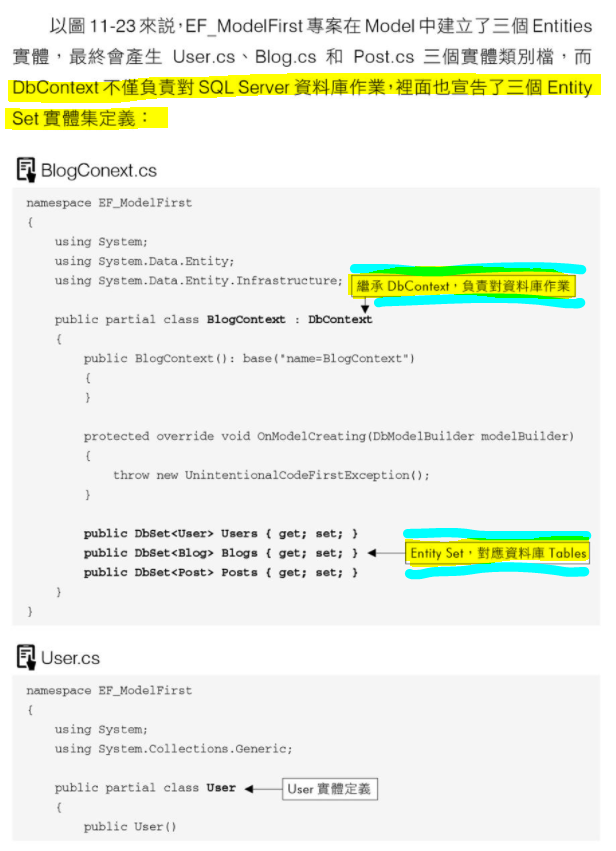 以圖 11-23 來說，EF_ModelFirst 專案在 Model 中建立了三個 Entities
實體，最終會產生 User.cs、Blog.cs 和 Post.cs 三個實體類別檔，而
DbContext 不僅負責對 SQL Server 資料庫作業，裡面也宣告了三個 Entity
Set 實體集定義：
BlogConext.cs
namespace EF_ModelFirst
{
using System;
using System.Data.Entity;
using System.Data.Entity.Infrastructure;
繼承 DbContext，負責對資料庫作業
public partial class BlogContext : DbContext
{
public BlogContext(): base("name=BlogContext")
{
}
protected override void OnModelCreating(DbModelBuilder modelBuilder)
{
throw new UnintentionalCodeFirstException();
}
public DbSet<User> Users { get; set; }
public DbSet<Blog> Blogs { get; set; }
Entity Set，對應資料庫 Tables
public DbSet<Post> Posts { get; set; }
}
}
User.cs
namespace EF_ModelFirst
{
using System;
using System.Collections.Generic;
public partial class User
User 實體定義
{
public User()